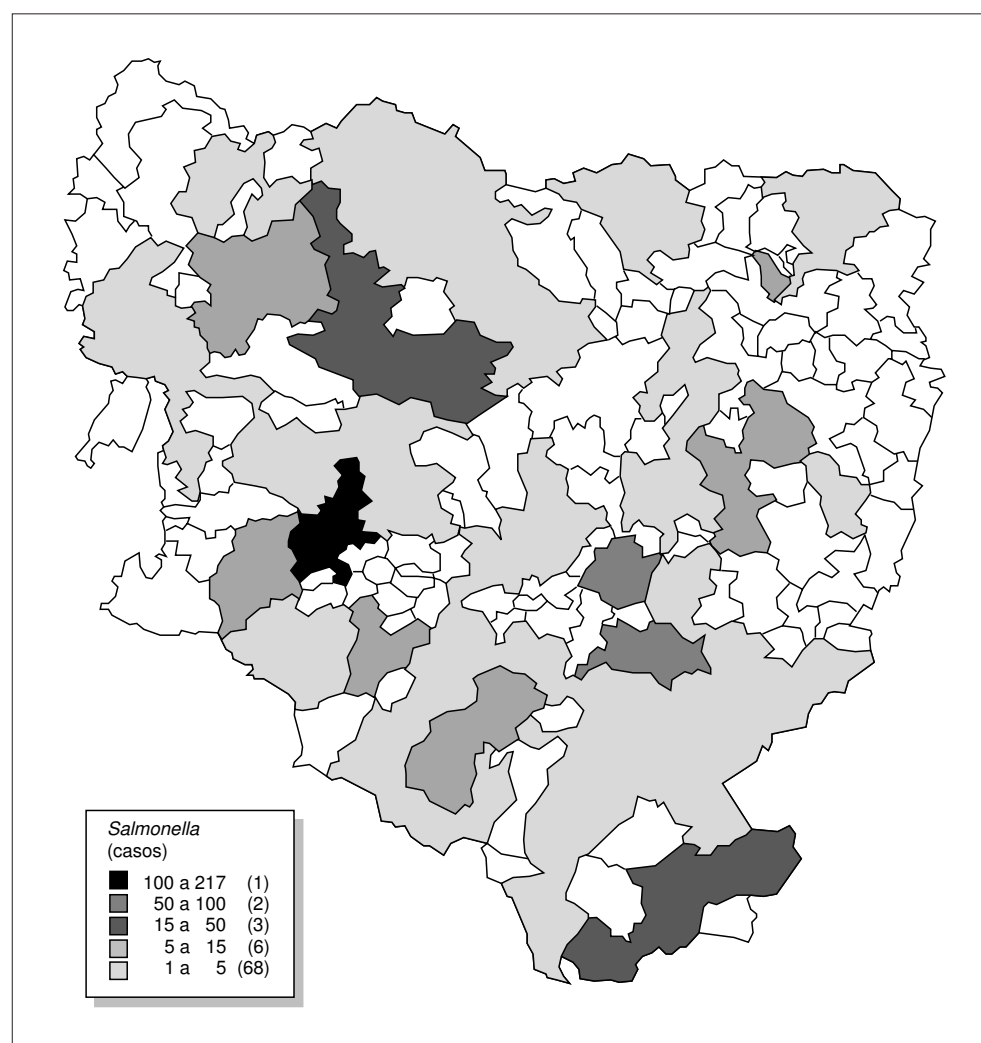 Salmonella
(casos)
100 a 217 (1)
50 a 100 (2)
15 a 50 (3)
5 a 15 (6)
1 a 5 (68)